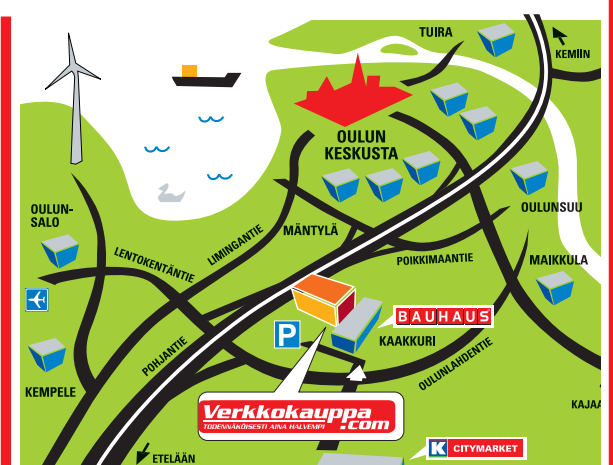 TUIRA
KEMIIN
OULUN
KESKUSTA
OULUN-
SALO
OULUNSUU
LENTOKENTÄNTIE
LIMINGANTIE
MÄNTYLÄ
POIKKIMAANTIE
MAIKKULA
BAUHAUS
P
KAAKKURI
POHJANTIE
OULUNLAHDENTIE
KEMPELE
KAJAA
Verkkokauppa
TODENNÄKÖISESTI AINA HALVEMPI
.com
K CITYMARKET
ETELÄÄN